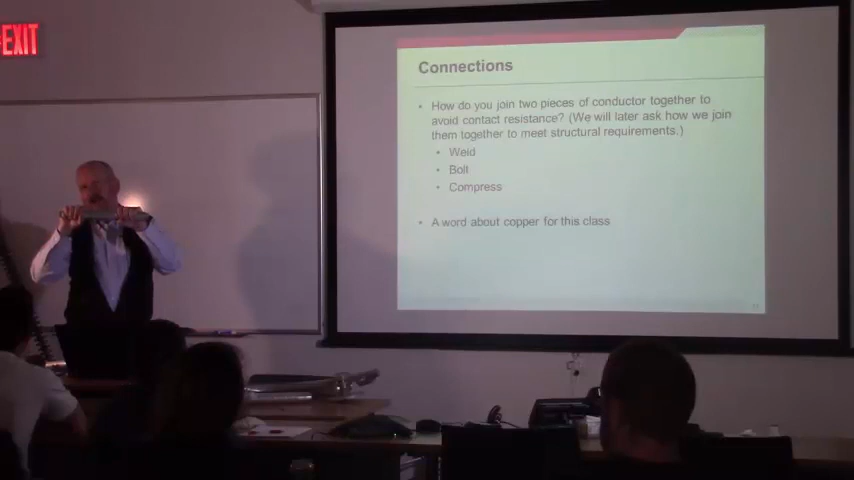 EXIT
Connections
• How do you join two pieces of conductor together to
avoid contact resistance? (We will later ask how we join
them together to meet structural requirements.)
• Weld
• Bolt
• Compress
• A word about copper for this class